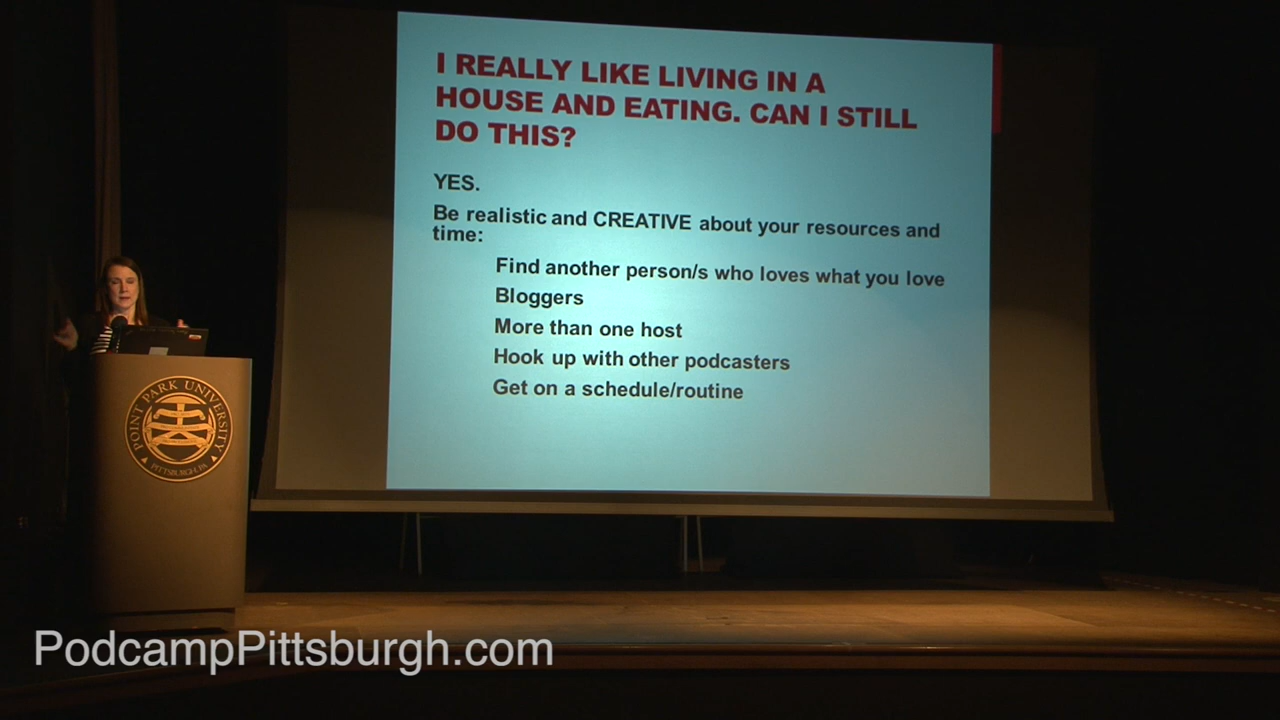 I REALLY LIKE LIVING IN A
HOUSE AND EATING. CAN I STILL
DO THIS?
YES.
Be realistic and CREATIVE about your resources and
time:
Find another person/s who loves what you love
Bloggers
More than one host
Hook up with other podcasters
Get on a schedule/routine
POINT PARK UNIVERSITY
PITTSBURGH, PA
PodcampPittsburgh.com